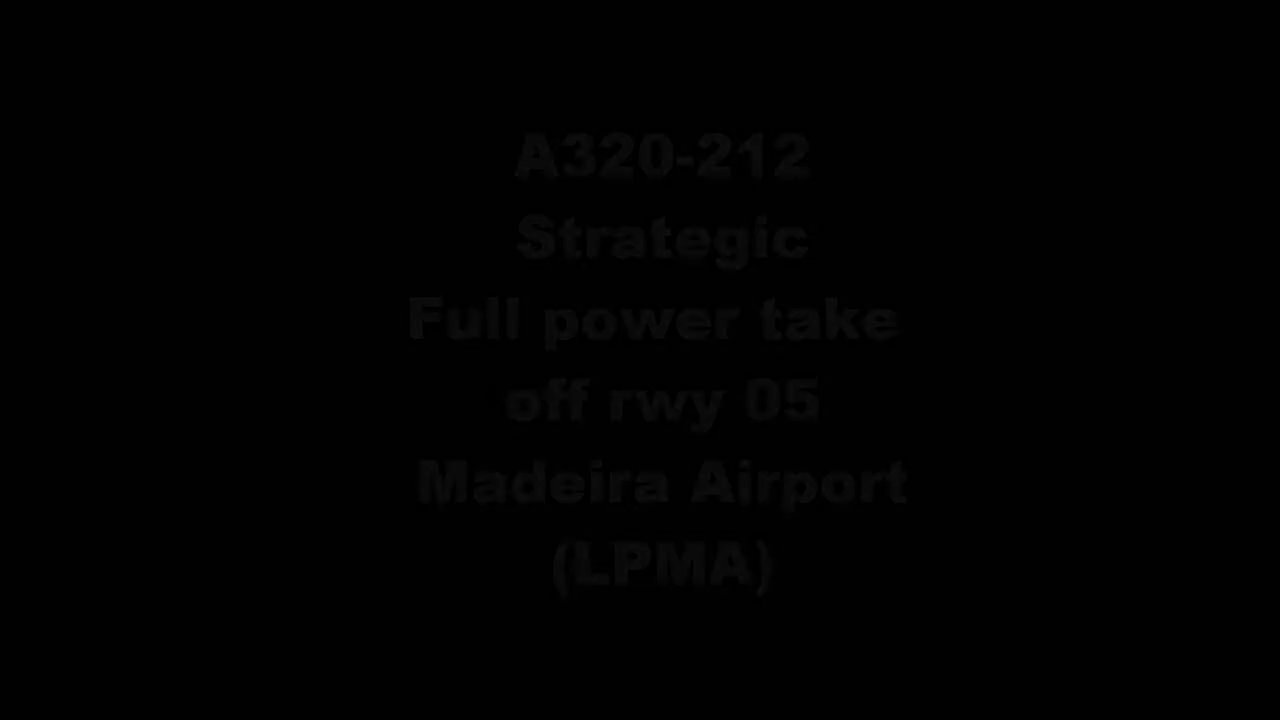 A320-212
Strategic
Full power take
off rwy 05
Madeira Airport
(LPMA)